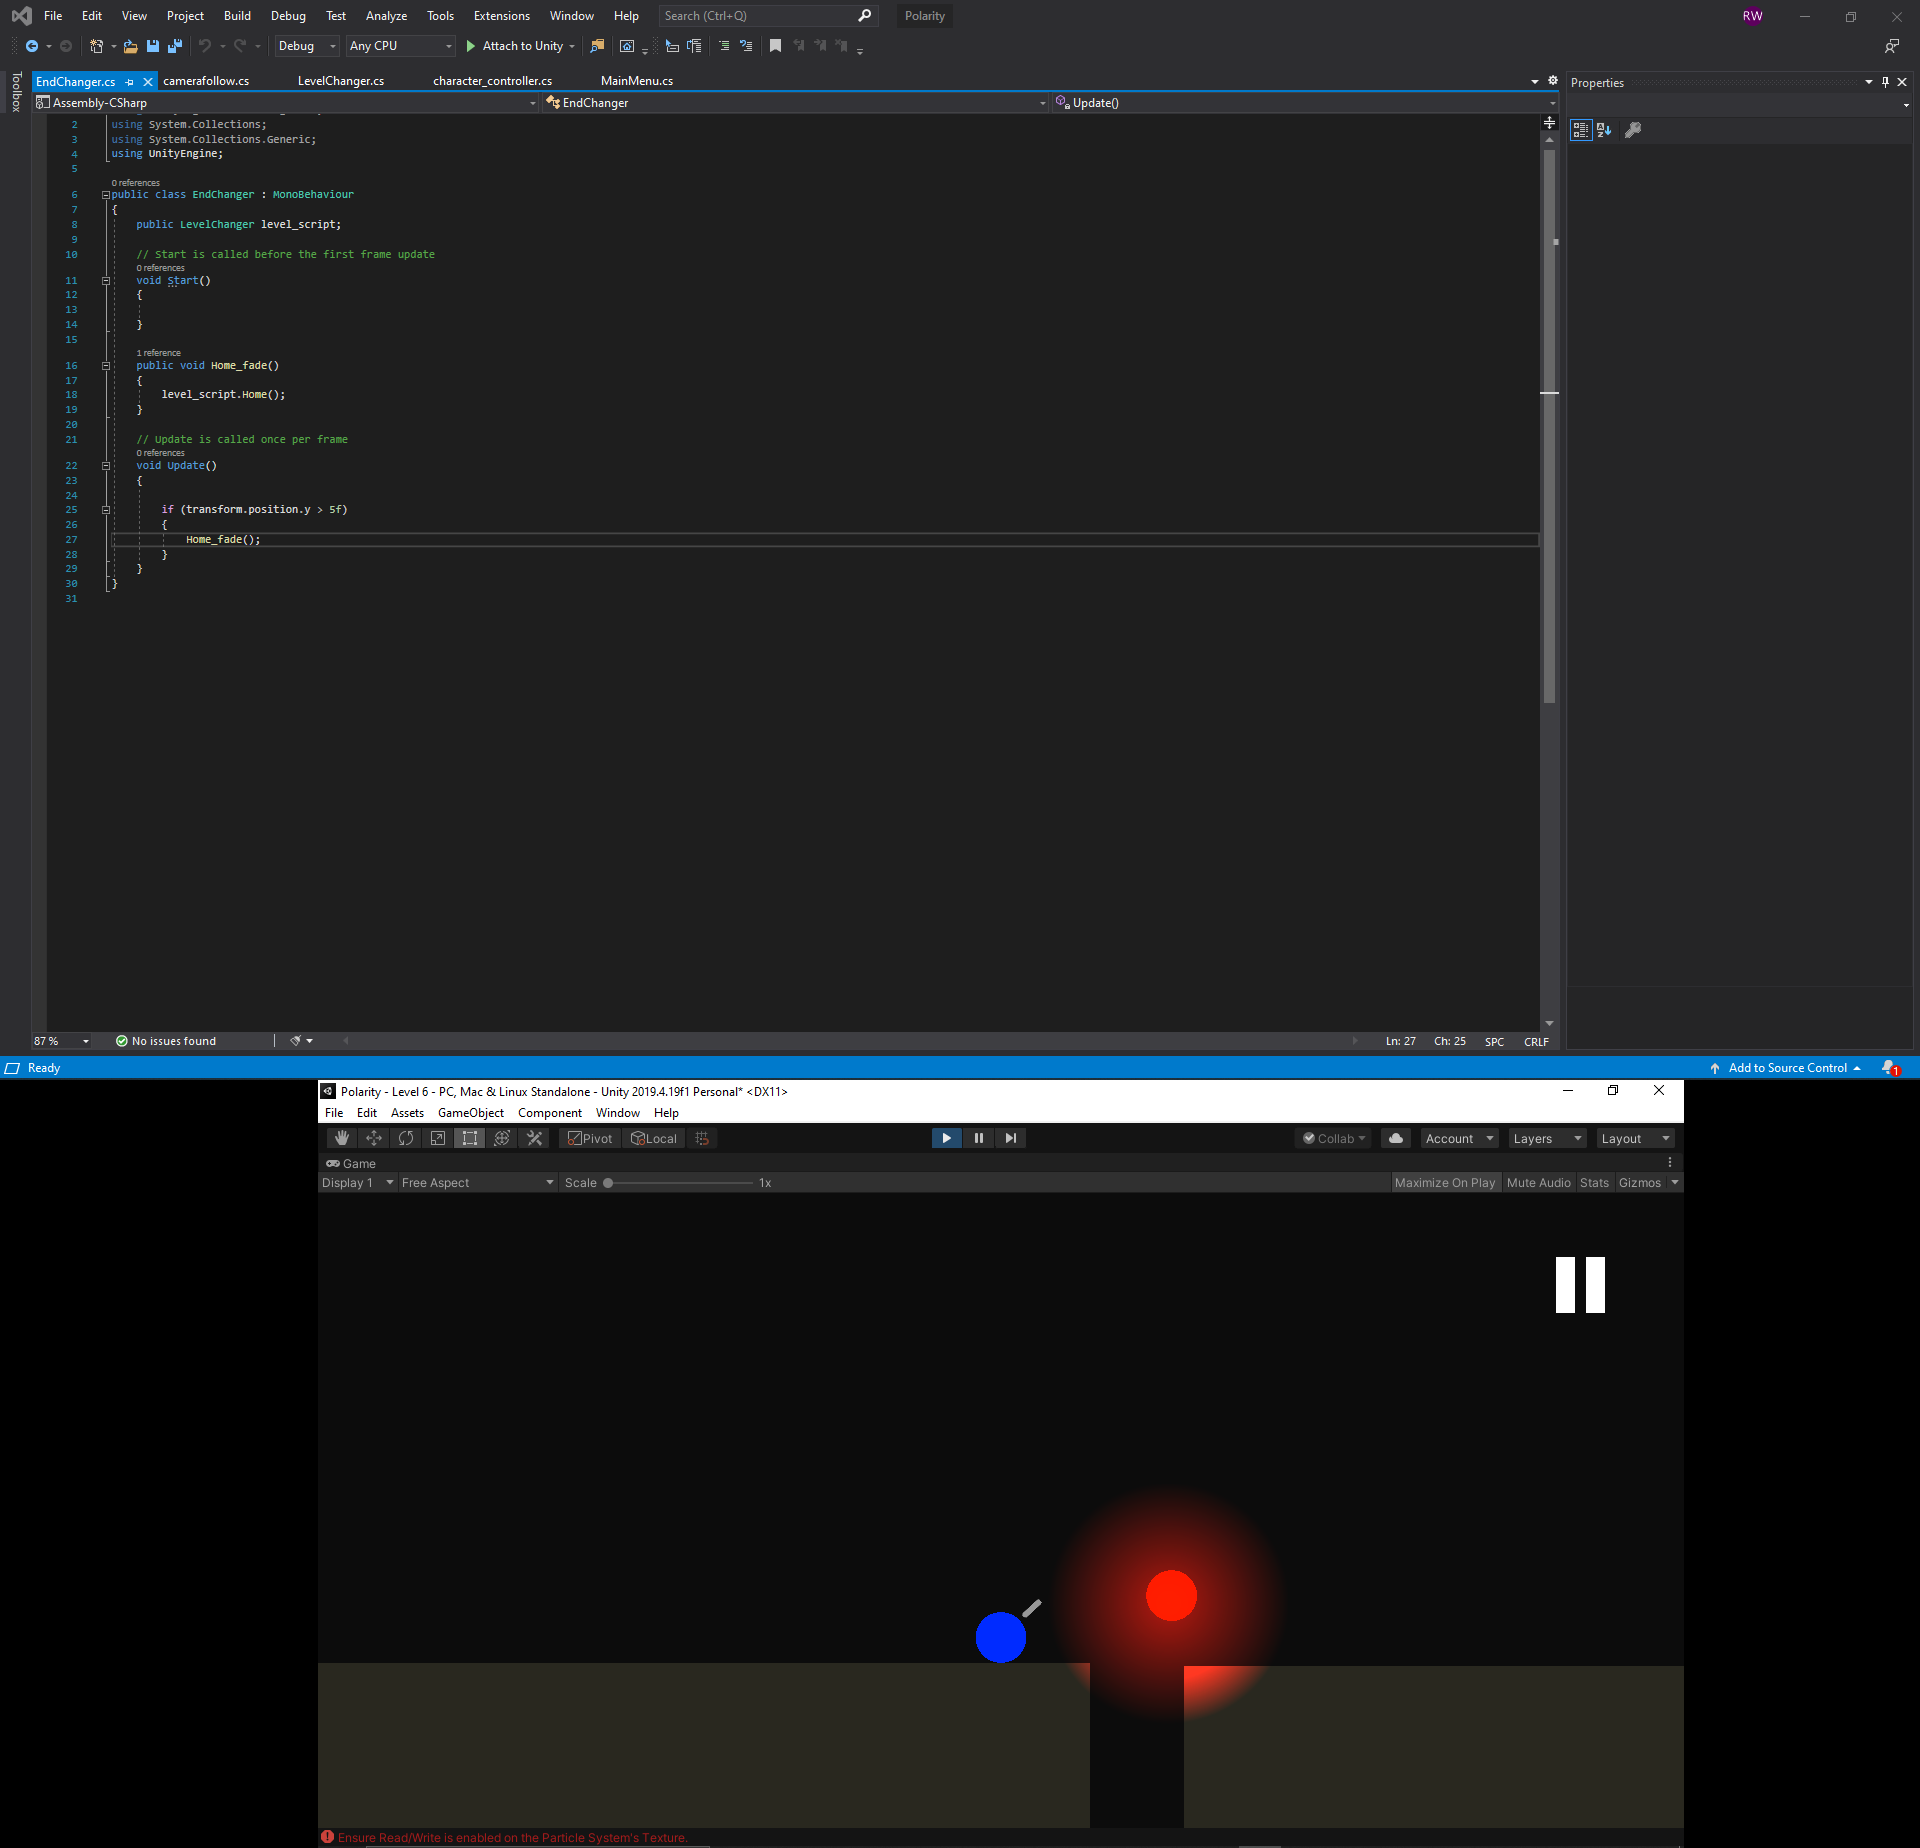 File Edit View Project Build Debug Test Analyze Tools Extensions Window Help Search (Ctrl+Q) Polarity RW
Debug Any CPU Attach to Unity
Toolbox
EndChanger.cs camerafollow.cs LevelChanger.cs character_controller.cs MainMenu.cs
Assembly-CSharp EndChanger Update()
2 using System.Collections;
3 using System.Collections.Generic;
4 using UnityEngine;
5
0 references
6 public class EndChanger : MonoBehaviour
7 {
8 public LevelChanger level_script;
9
10 // Start is called before the first frame update
0 references
11 void Start()
12 {
13
14 }
15
1 reference
16 public void Home_fade()
17 {
18 level_script.Home();
19 }
20
21 // Update is called once per frame
0 references
22 void Update()
23 {
24
25 if (transform.position.y > 5f)
26 {
27 Home_fade();
28 }
29 }
30 }
31
Properties
87 % No issues found Ln: 27 Ch: 25 SPC CRLF
Ready Add to Source Control 1
Polarity - Level 6 - PC, Mac & Linux Standalone - Unity 2019.4.19f1 Personal* <DX11>
File Edit Assets GameObject Component Window Help
Pivot Local Collab Account Layers Layout
Game
Display 1 Free Aspect Scale 1x Maximize On Play Mute Audio Stats Gizmos
Ensure Read/Write is enabled on the Particle System's Texture.